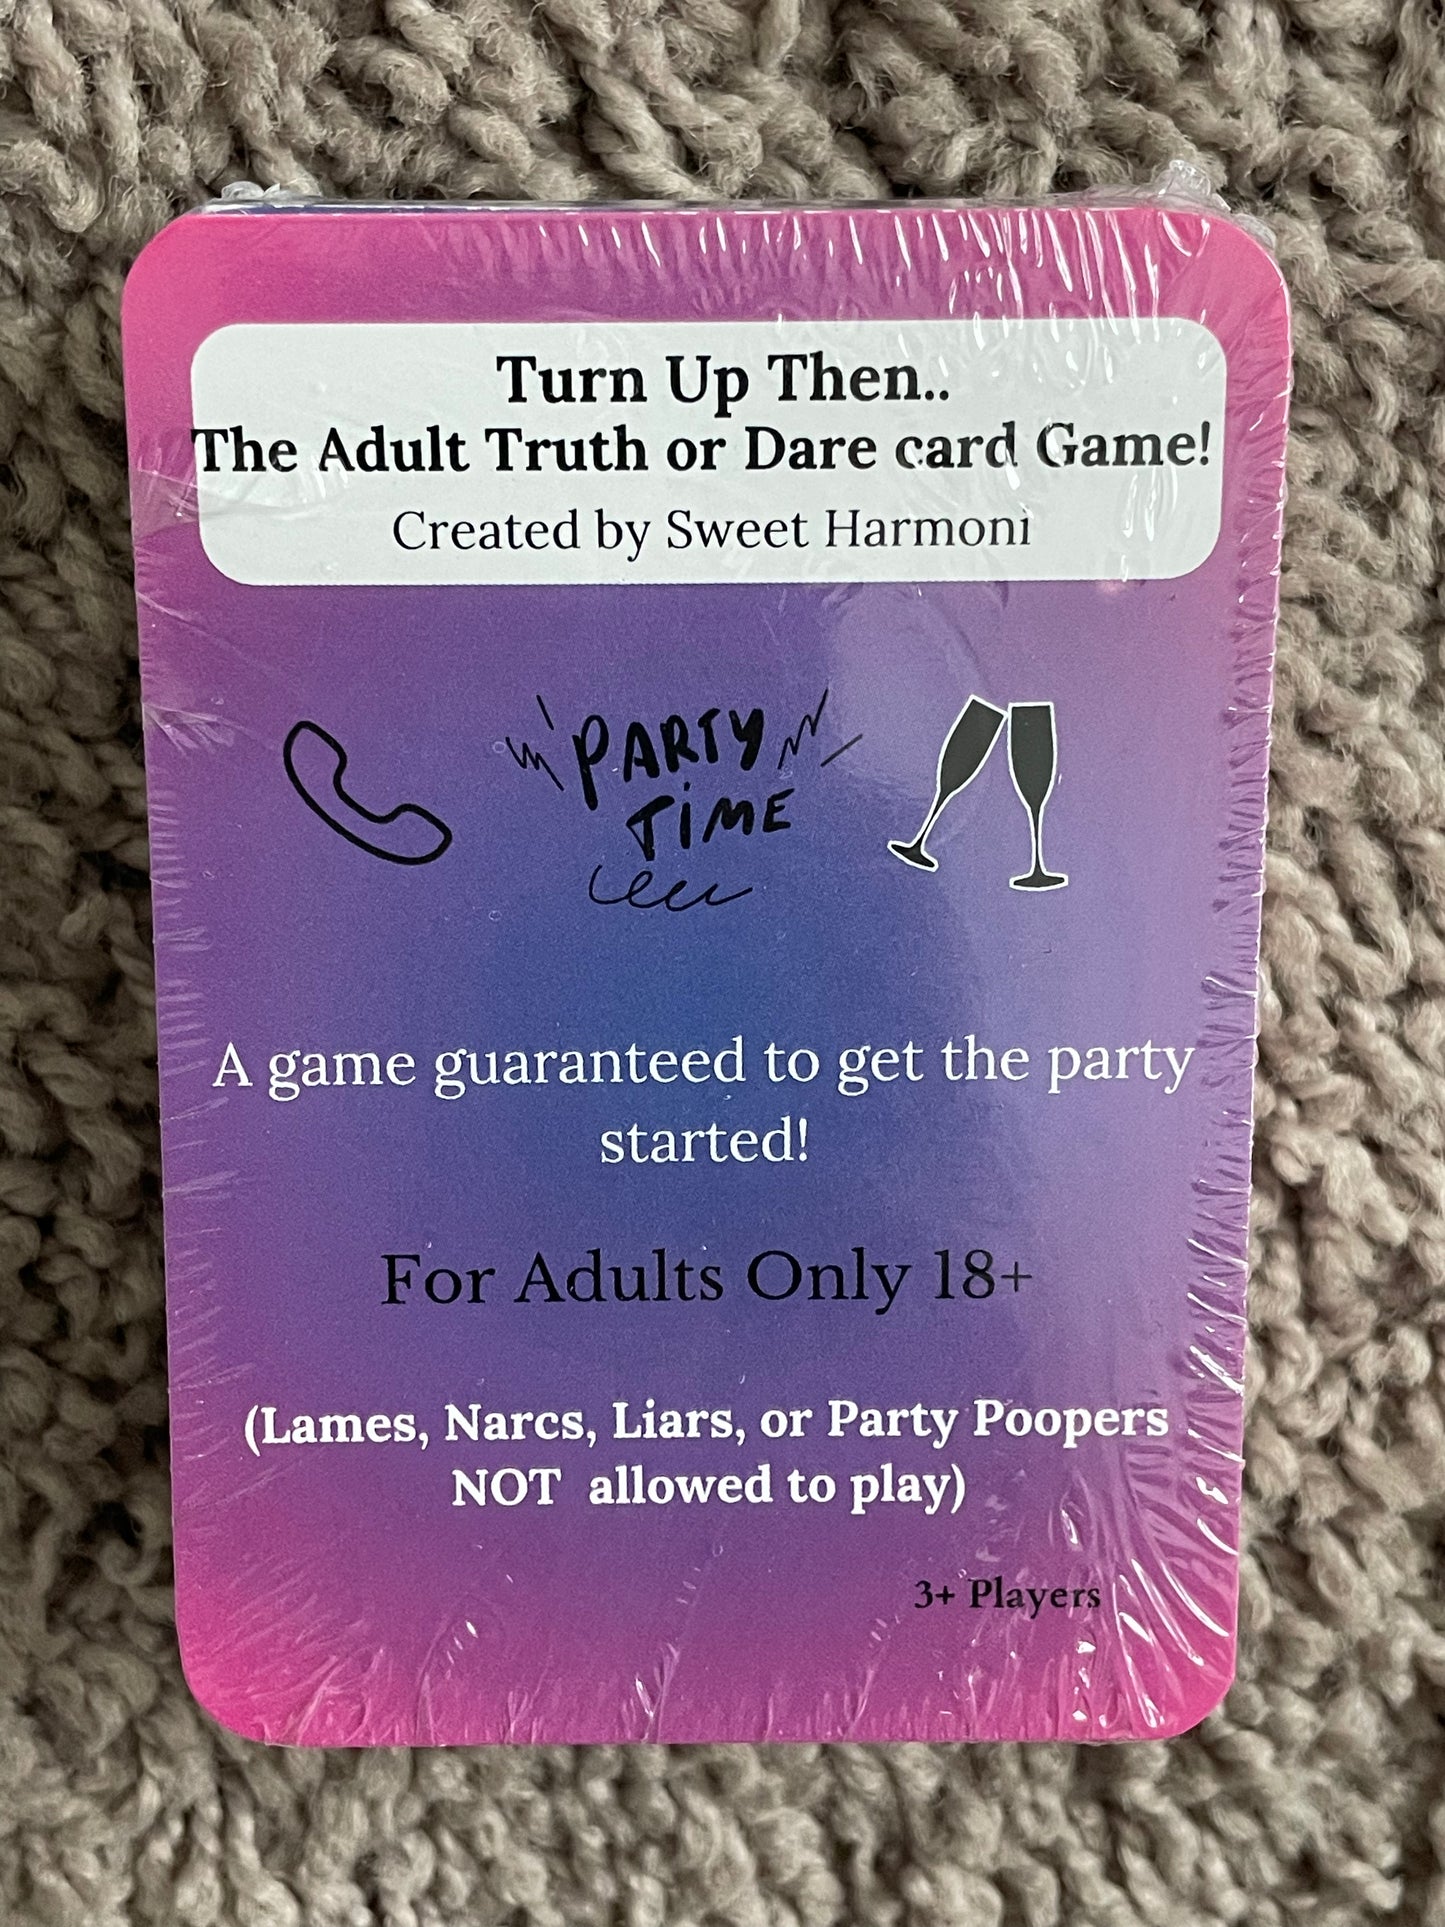 Turn Up Then..
The Adult Truth or Dare card Game!
Created by Sweet Harmoni
PARTY
TIME
A game guaranteed to get the party
started!
For Adults Only 18+
(Lames, Narcs, Liars, or Party Poopers
NOT allowed to play)
3+ Players